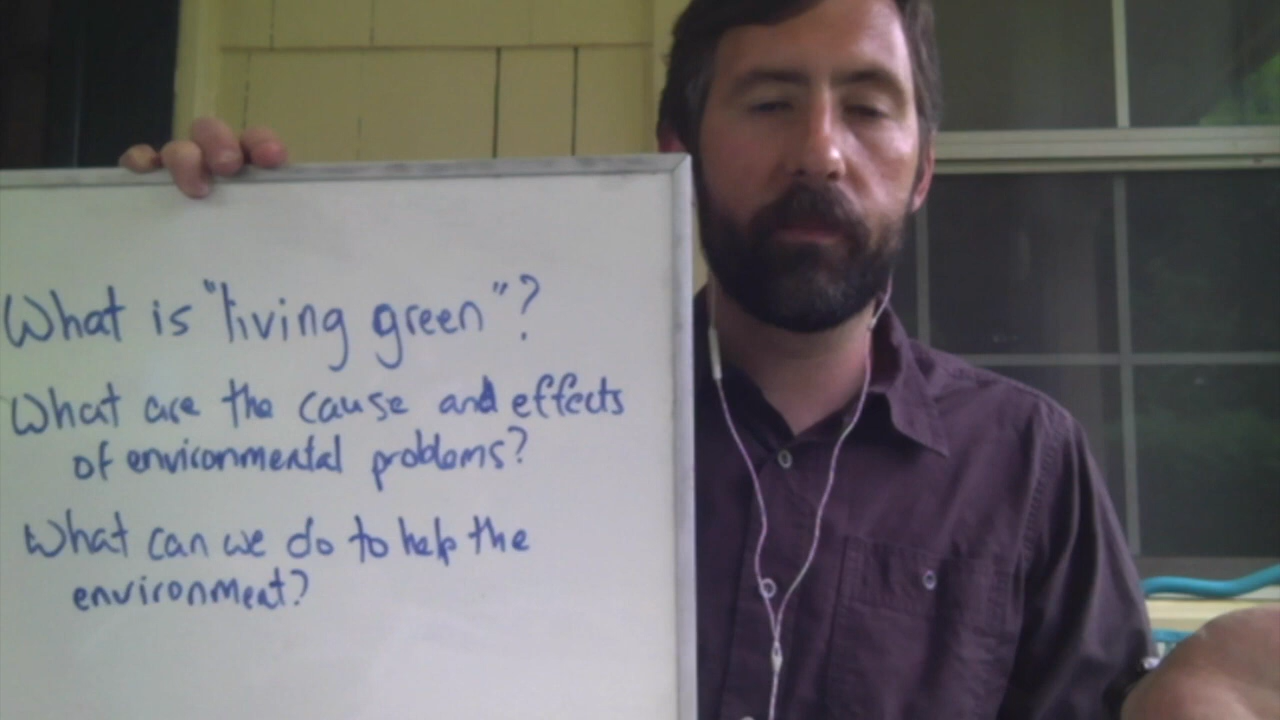 What is "living green"?
What are the cause and effects
of environmental problems?
What can we do to help the
environment?